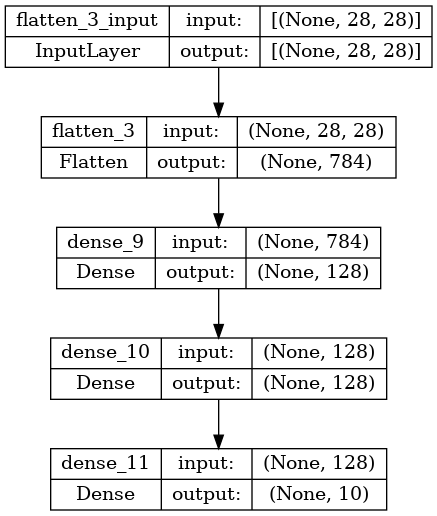 flatten_3_input input: [(None, 28, 28)]
InputLayer output: [(None, 28, 28)]
flatten_3 input: (None, 28, 28)
Flatten output: (None, 784)
dense_9 input: (None, 784)
Dense output: (None, 128)
dense_10 input: (None, 128)
Dense output: (None, 128)
dense_11 input: (None, 128)
Dense output: (None, 10)